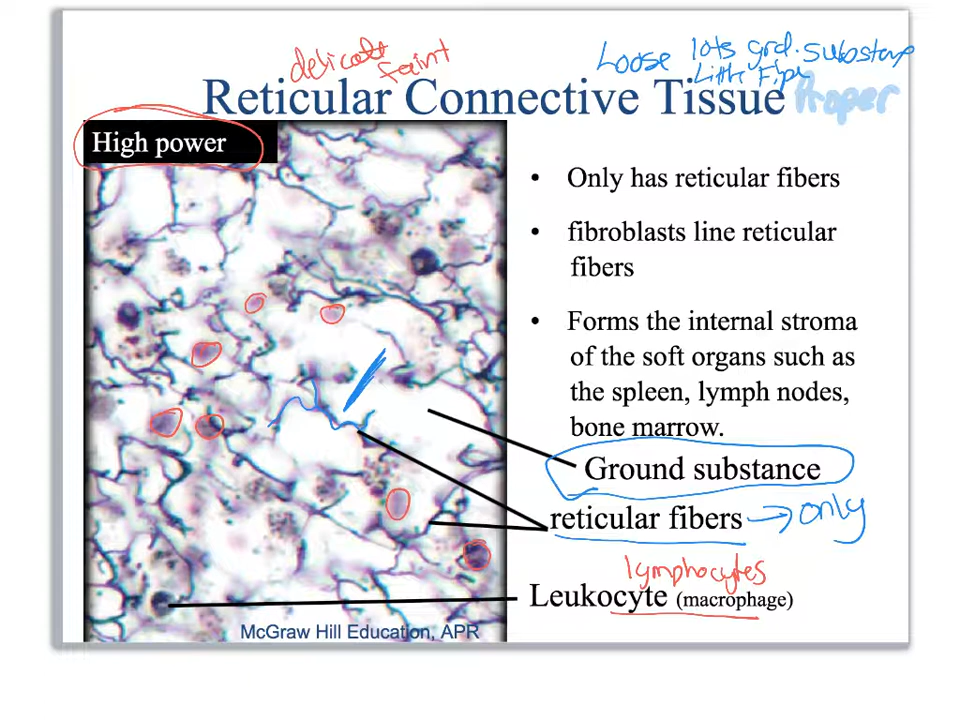 delicate faint
Loose lots grd. substance
Little Fiber
Reticular Connective Tissue Proper
High power
• Only has reticular fibers
• fibroblasts line reticular
fibers
• Forms the internal stroma
of the soft organs such as
the spleen, lymph nodes,
bone marrow.
Ground substance
reticular fibers → only
lymphocytes
Leukocyte (macrophage)
McGraw Hill Education, APR